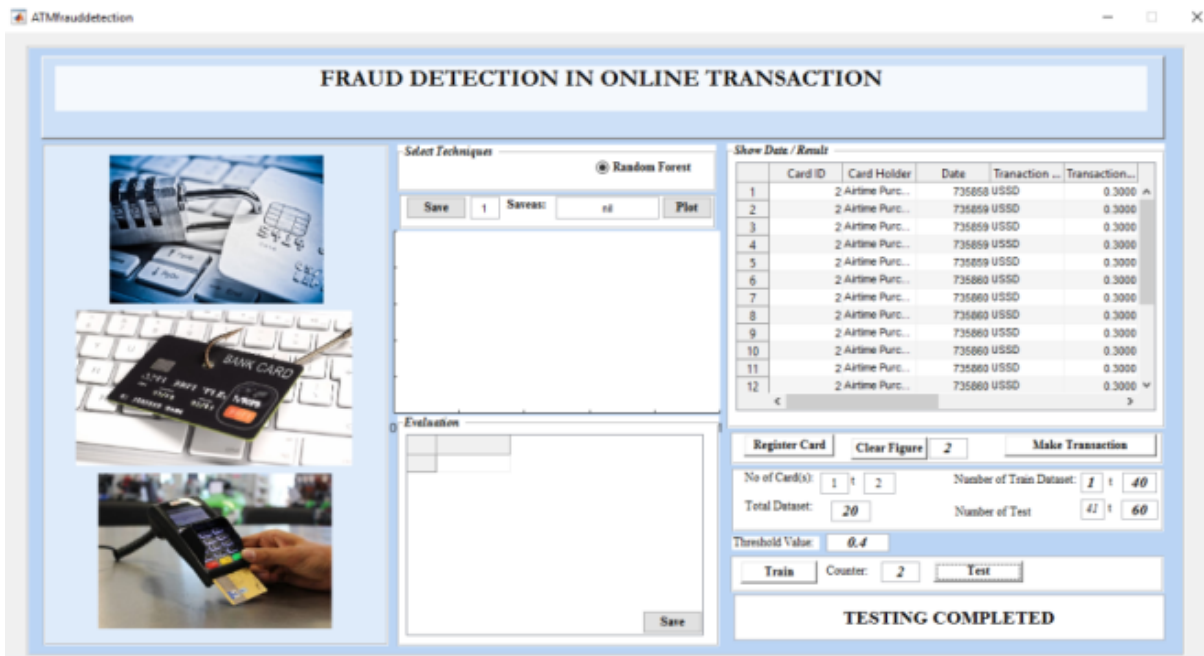 ATMfrauddetection
FRAUD DETECTION IN ONLINE TRANSACTION
BANK CARD
Select Techniques
Random Forest
Save 1 Saveas: nil Plot
Evaluation
Save
Show Data / Result
Card ID Card Holder Date Tranaction ... Transaction...
1 2 Airtime Purc... 735858 USSD 0.3000
2 2 Airtime Purc... 735859 USSD 0.3000
3 2 Airtime Purc... 735859 USSD 0.3000
4 2 Airtime Purc... 735859 USSD 0.3000
5 2 Airtime Purc... 735859 USSD 0.3000
6 2 Airtime Purc... 735860 USSD 0.3000
7 2 Airtime Purc... 735860 USSD 0.3000
8 2 Airtime Purc... 735860 USSD 0.3000
9 2 Airtime Purc... 735860 USSD 0.3000
10 2 Airtime Purc... 735860 USSD 0.3000
11 2 Airtime Purc... 735860 USSD 0.3000
12 2 Airtime Purc... 735860 USSD 0.3000
Register Card Clear Figure 2 Make Transaction
No of Card(s): 1 t 2 Number of Train Dataset: 1 t 40
Total Dataset: 20 Number of Test 41 t 60
Threshold Value: 0.4
Train Counter: 2 Test
TESTING COMPLETED